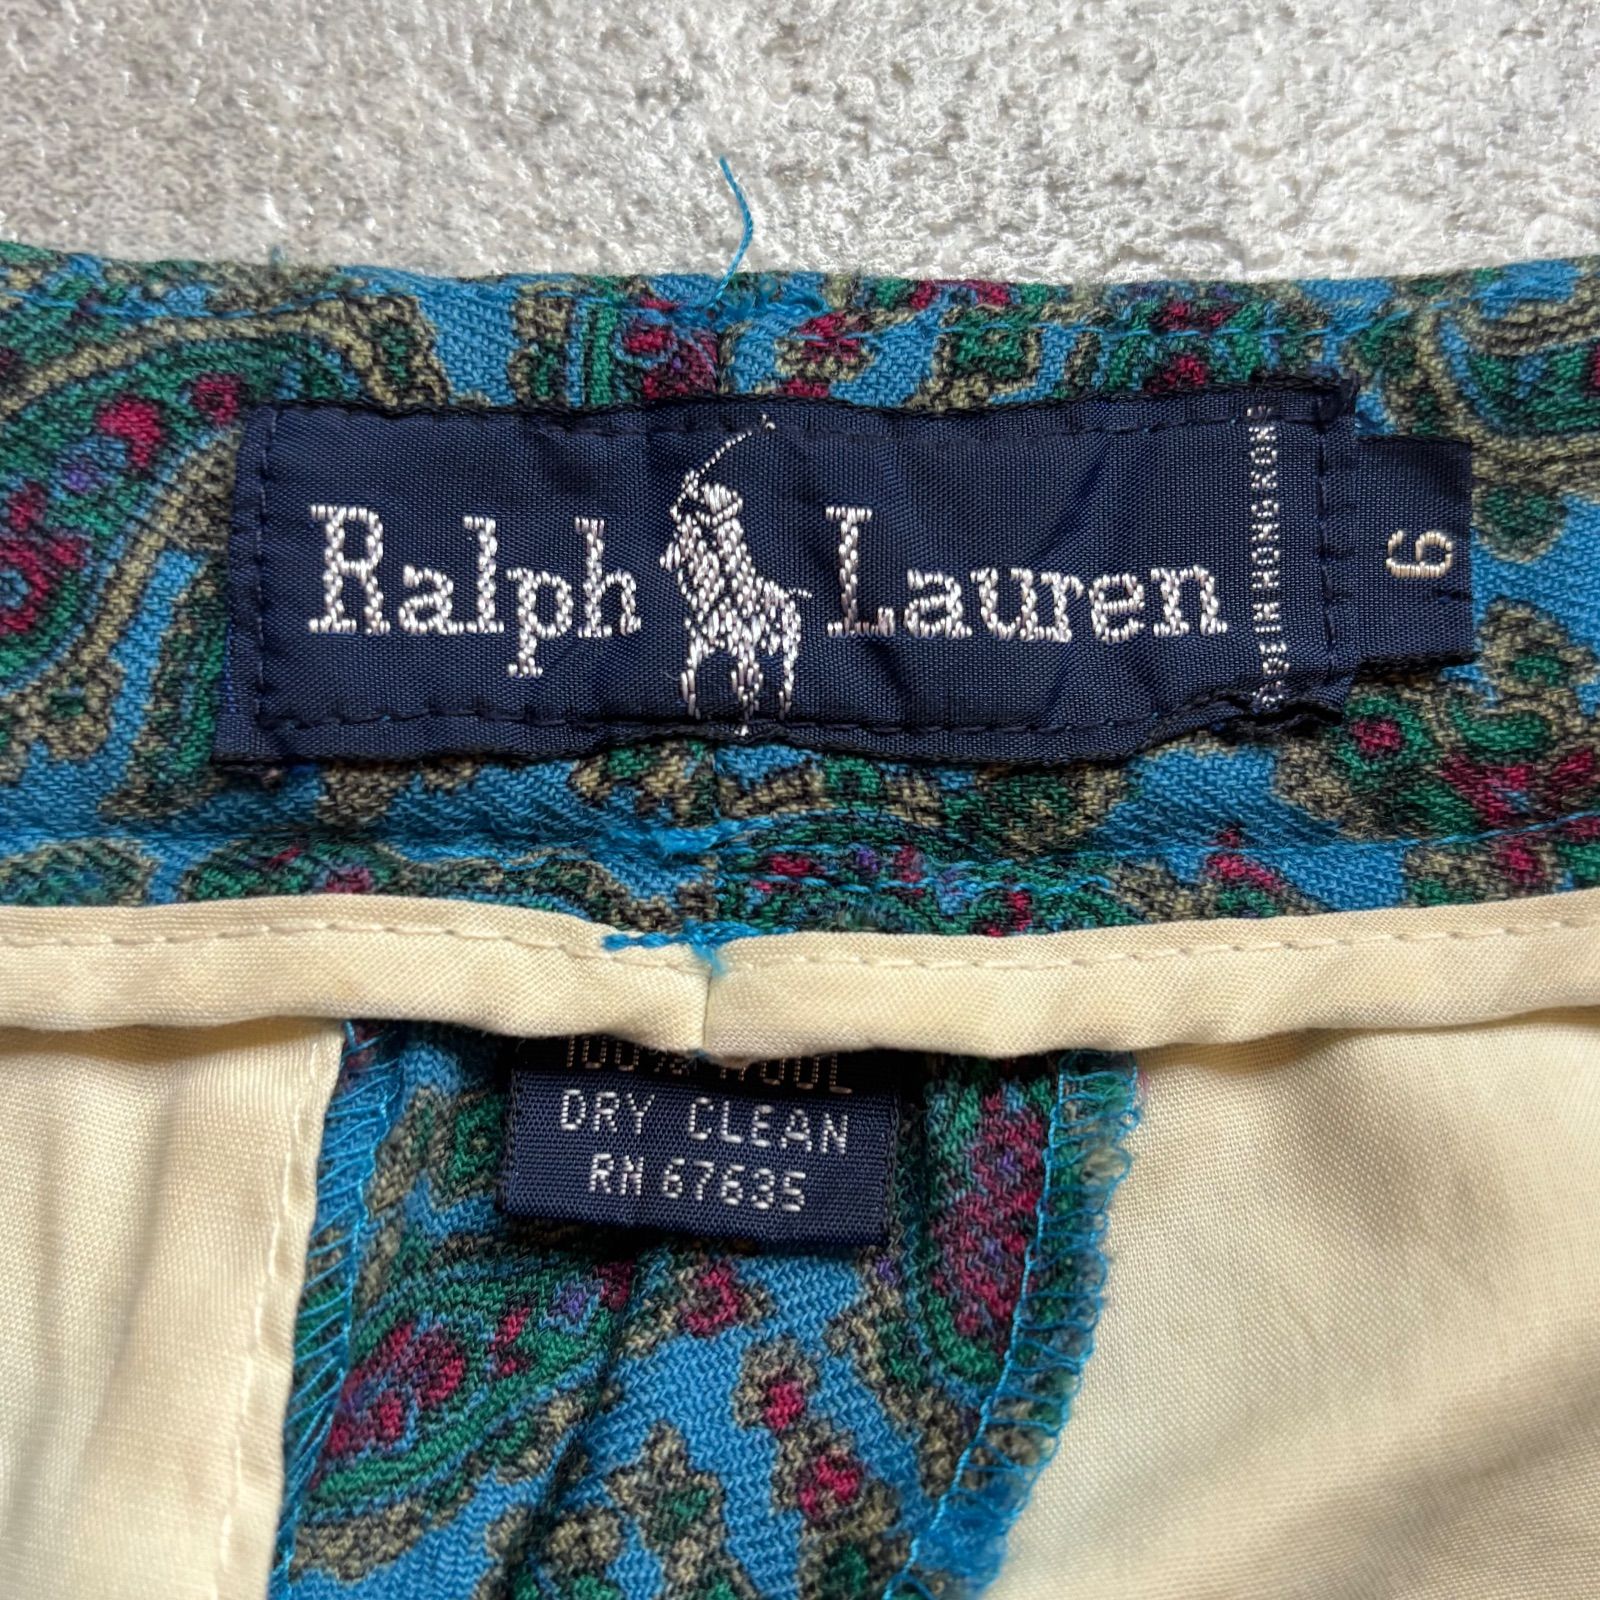 Ralph Lauren
MADE IN HONG KONG
6
100% WOOL
DRY CLEAN
RN 67635